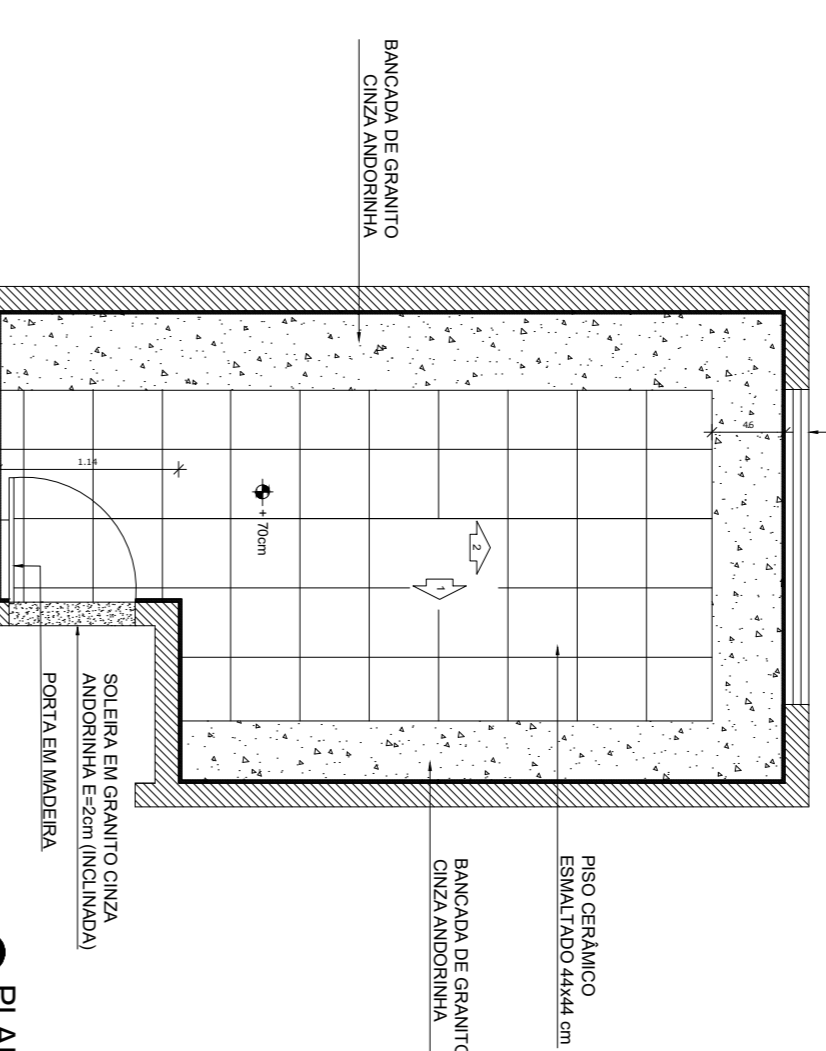 BANCADA DE GRANITO
CINZA ANDORINHA
46
1.14
+ 70cm
2
1
SOLEIRA EM GRANITO CINZA
ANDORINHA E=2cm (INCLINADA)
PORTA EM MADEIRA
PISO CERÂMICO
ESMALTADO 44x44 cm
BANCADA DE GRANITO
CINZA ANDORINHA